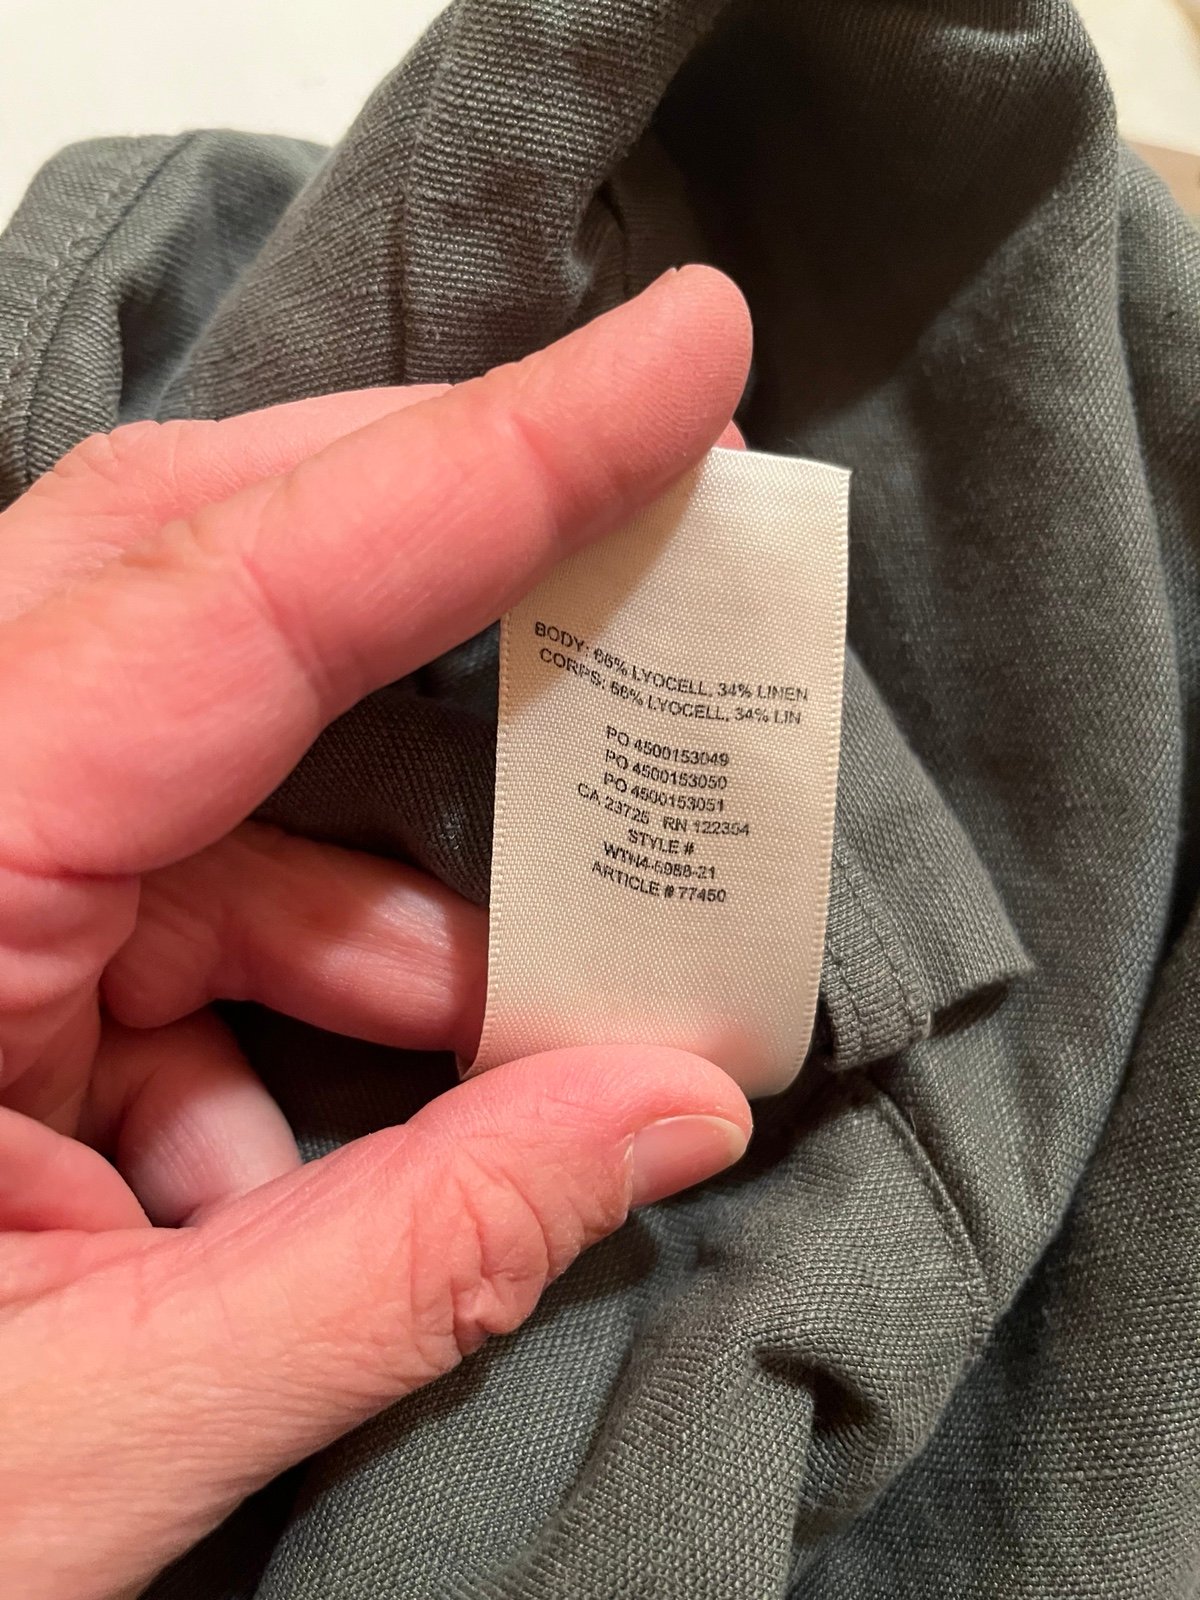 BODY: 66% LYOCELL, 34% LINEN
CORPS: 66% LYOCELL, 34% LIN
PO 4500153049
PO 4500153050
PO 4500153051
CA 23725 RN 122354
STYLE #
WTN4-6988-21
ARTICLE # 77450